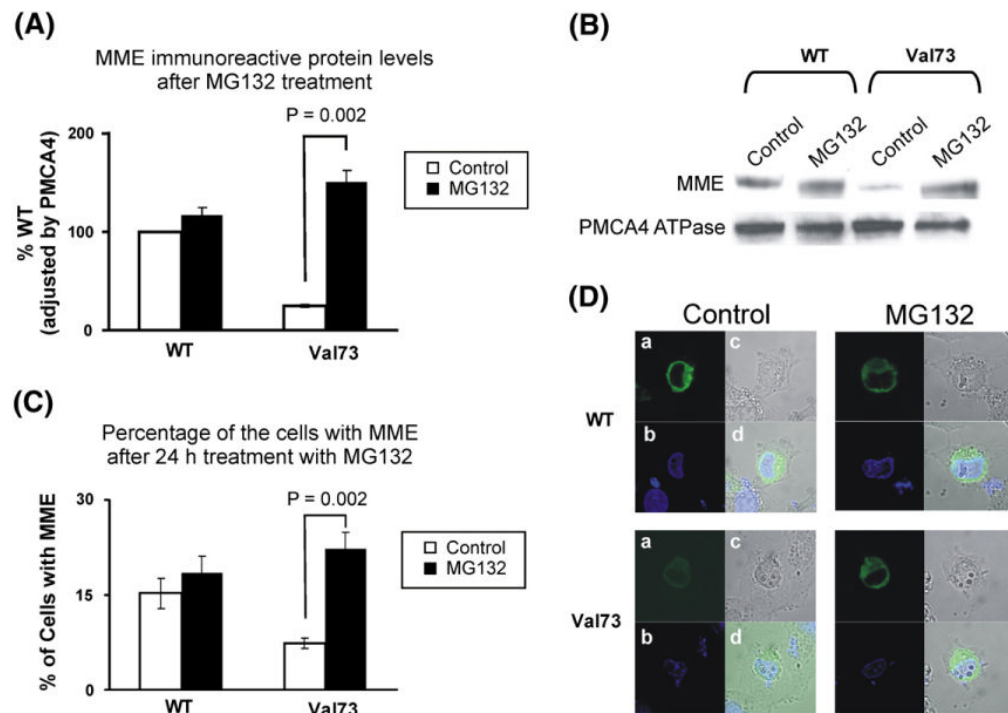 (A)
MME immunoreactive protein levels
after MG132 treatment
P = 0.002
200
100
0
% WT
(adjusted by PMCA4)
Control
MG132
WT
Val73
(B)
WT
Val73
Control
MG132
Control
MG132
MME
PMCA4 ATPase
(C)
Percentage of the cells with MME
after 24 h treatment with MG132
P = 0.002
30
15
0
% of Cells with MME
Control
MG132
WT
Val73
(D)
Control
MG132
a
c
WT
b
d
a
c
Val73
b
d